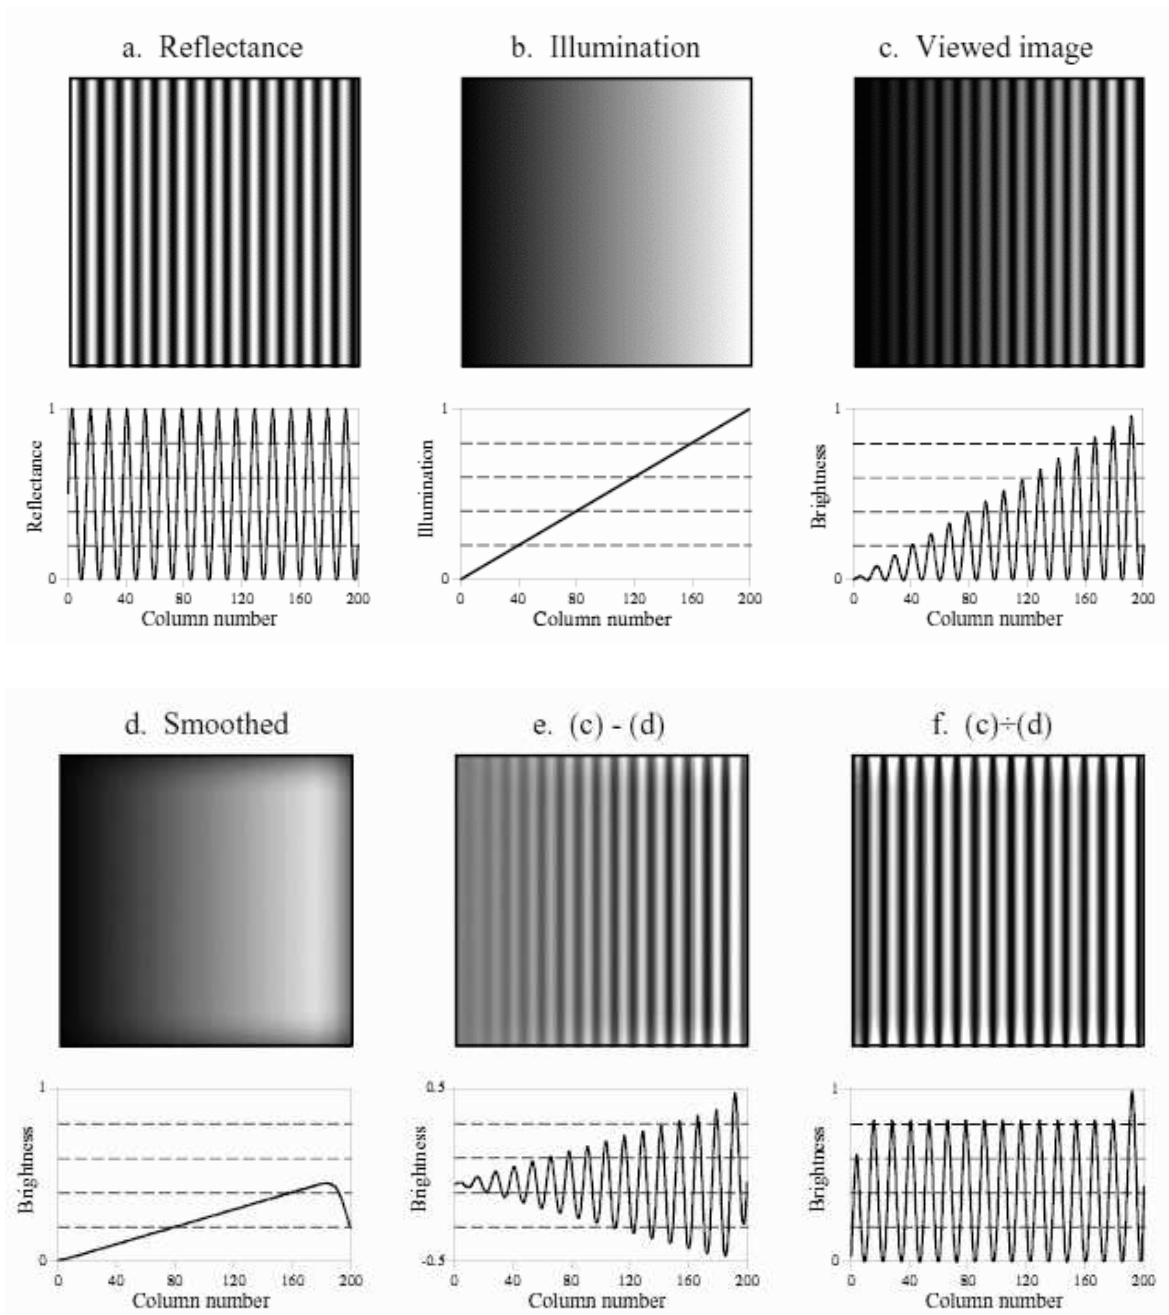 a. Reflectance
b. Illumination
c. Viewed image
1
Reflectance
0
0 40 80 120 160 200
Column number
1
Illumination
0
0 40 80 120 160 200
Column number
1
Brightness
0
0 40 80 120 160 200
Column number
d. Smoothed
e. (c) - (d)
f. (c)÷(d)
1
Brightness
0
0 40 80 120 160 200
Column number
0.5
Brightness
-0.5
0 40 80 120 160 200
Column number
1
Brightness
0
0 40 80 120 160 200
Column number